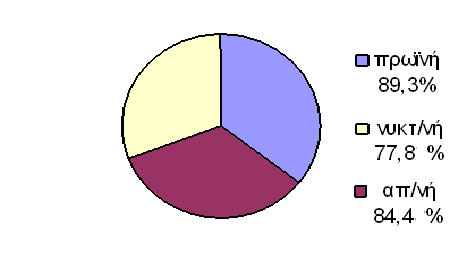 πρωϊνή
89,3%
νυκτ/νή
77,8 %
απ/νή
84,4 %